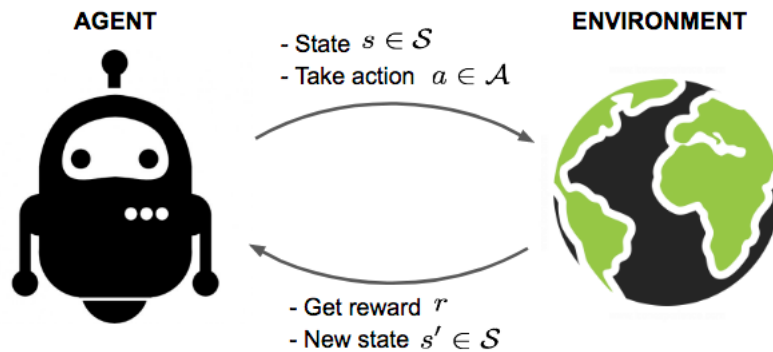 AGENT
ENVIRONMENT
- State s ∈ 𝒮
- Take action a ∈ 𝒜
- Get reward r
- New state s′ ∈ 𝒮